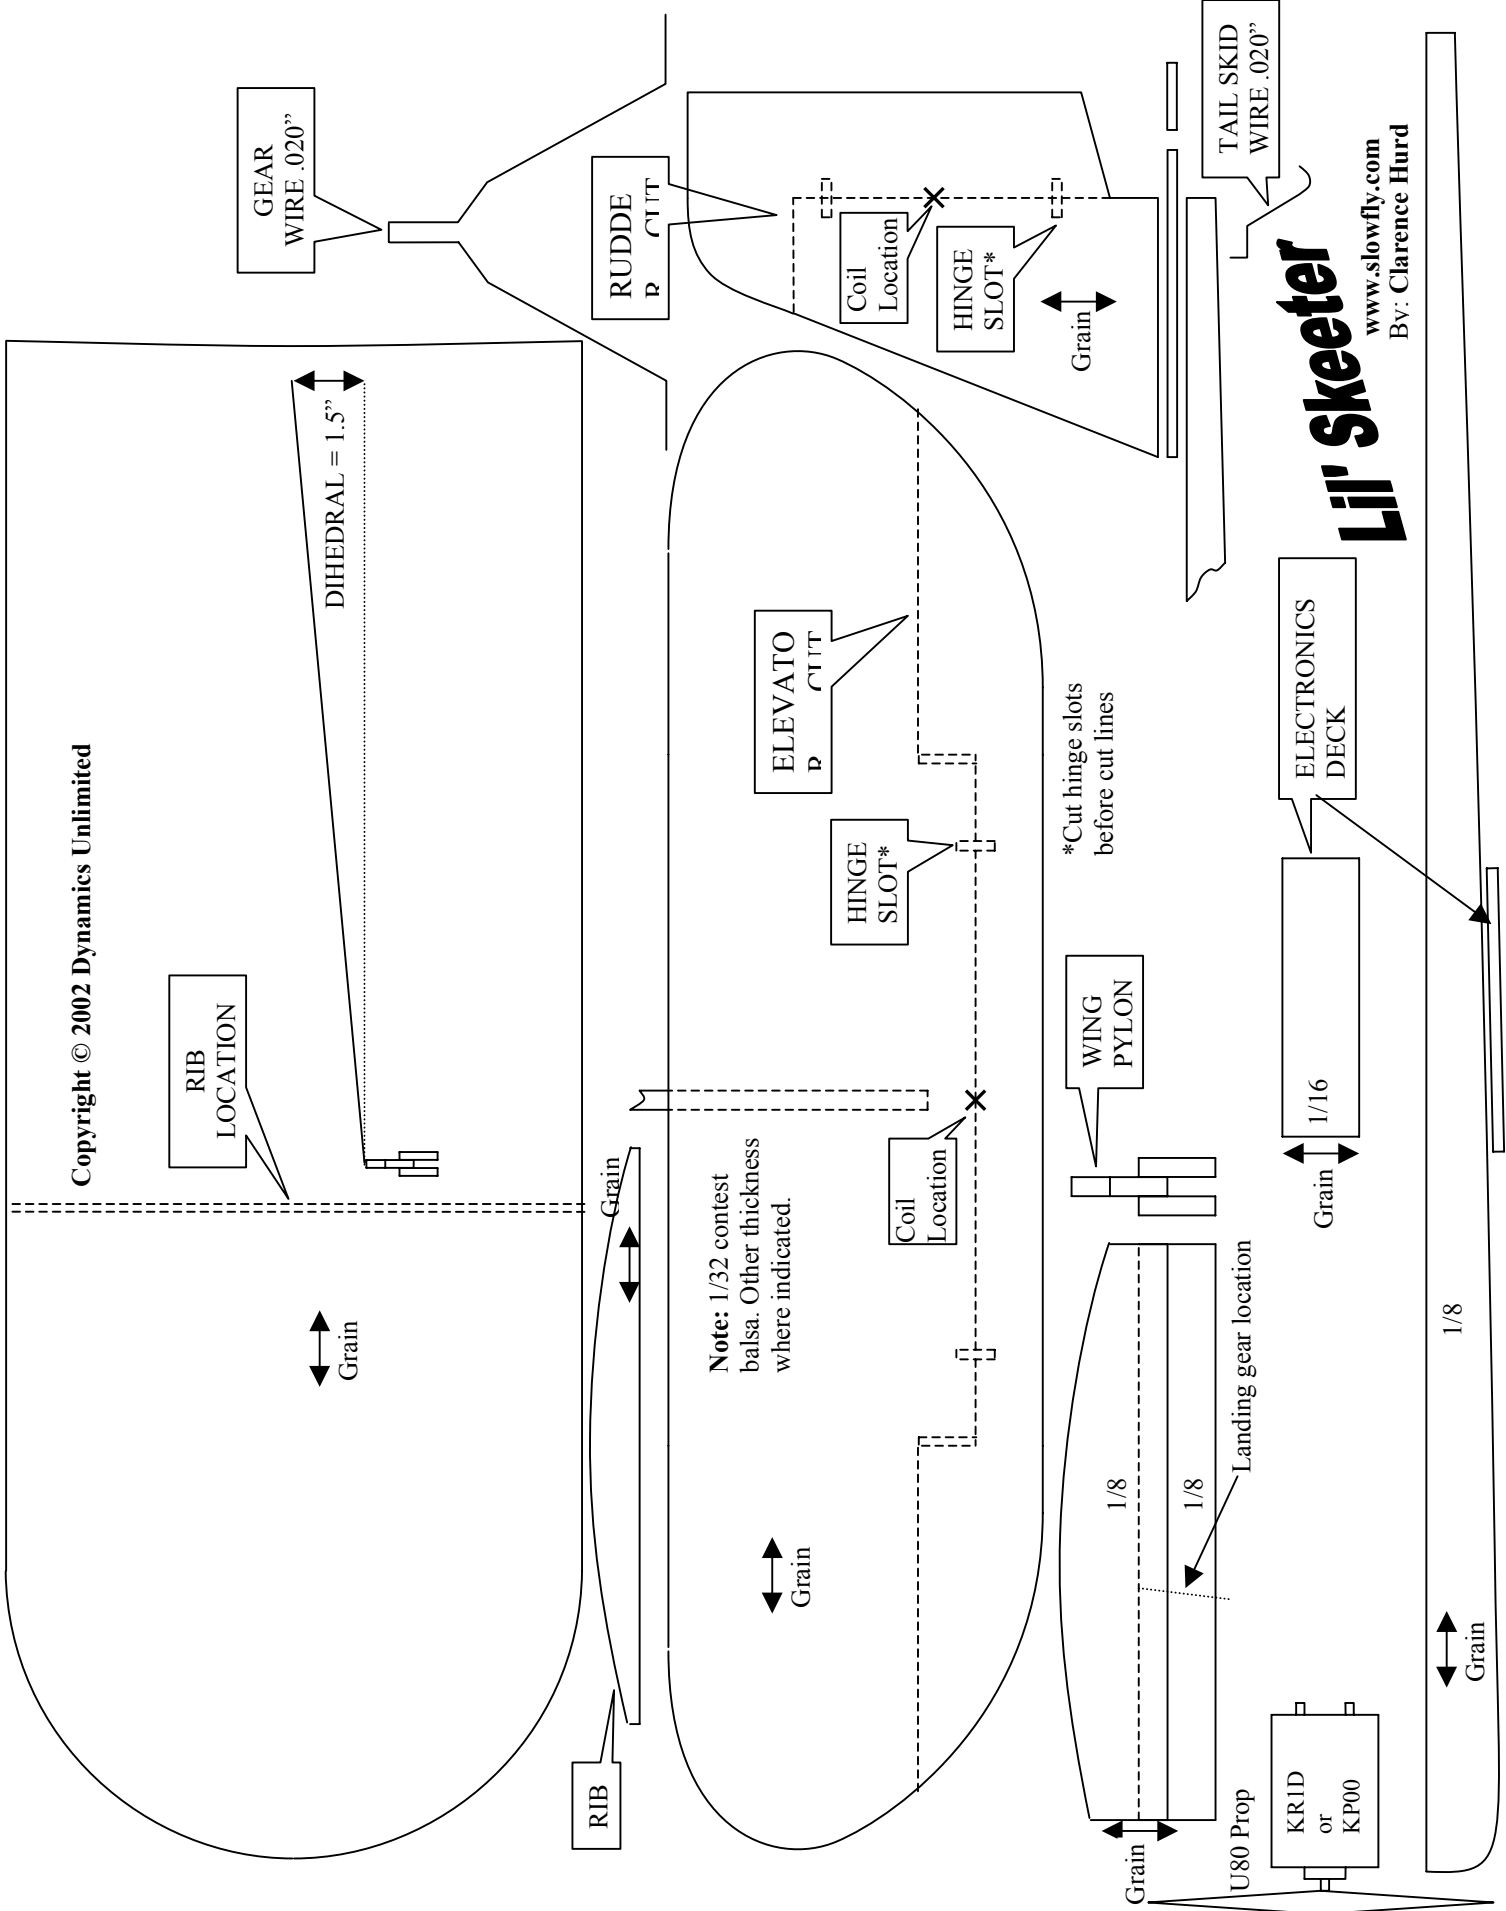 Copyright © 2002 Dynamics Unlimited
GEAR
WIRE .020”
DIHEDRAL = 1.5”
RIB
LOCATION
Grain
RUDDE
R CUT
Coil
Location
HINGE
SLOT*
Grain
TAIL SKID
WIRE .020”
www.slowfly.com
By: Clarence Hurd
Lil' Sketer
ELEVATO
R CUT
HINGE
SLOT*
*Cut hinge slots
before cut lines
Grain
Note: 1/32 contest
balsa. Other thickness
where indicated.
Coil
Location
Grain
RIB
WING
PYLON
ELECTRONICS
DECK
1/16
Grain
Landing gear location
1/8
1/8
Grain
U80 Prop
KR1D
or
KP00
1/8
Grain